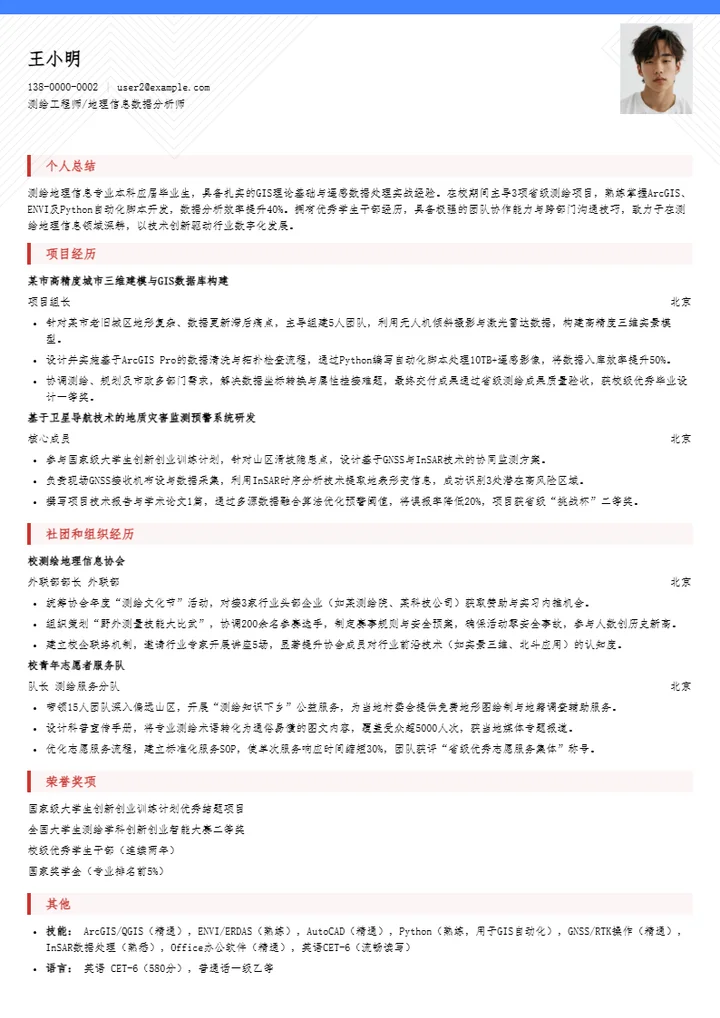 王小明
138-0000-0002 | user2@example.com
测绘工程师/地理信息数据分析师
个人总结
测绘地理信息专业本科应届毕业生，具备扎实的GIS理论基础与遥感数据处理实战经验。在校期间主导3项省级测绘项目，熟练掌握ArcGIS、
ENVI及Python自动化脚本开发，数据分析效率提升40%。拥有优秀学生干部经历，具备极强的团队协作能力与跨部门沟通技巧，致力于在测
绘地理信息领域深耕，以技术创新驱动行业数字化发展。
项目经历
某市高精度城市三维建模与GIS数据库构建
项目组长 北京
• 针对某市老旧城区地形复杂、数据更新滞后痛点，主导组建5人团队，利用无人机倾斜摄影与激光雷达数据，构建高精度三维实景模
型。
• 设计并实施基于ArcGIS Pro的数据清洗与拓扑检查流程，通过Python编写自动化脚本处理10TB+遥感影像，将数据入库效率提升50%。
• 协调测绘、规划及市政多部门需求，解决数据坐标转换与属性挂接难题，最终交付成果通过省级测绘成果质量验收，获校级优秀毕业设
计一等奖。
基于卫星导航技术的地质灾害监测预警系统研发
核心成员 北京
• 参与国家级大学生创新创业训练计划，针对山区滑坡隐患点，设计基于GNSS与InSAR技术的协同监测方案。
• 负责现场GNSS接收机布设与数据采集，利用InSAR时序分析技术提取地表形变信息，成功识别3处潜在高风险区域。
• 撰写项目技术报告与学术论文1篇，通过多源数据融合算法优化预警阈值，将误报率降低20%，项目获省级“挑战杯”二等奖。
社团和组织经历
校测绘地理信息协会
外联部部长 外联部 北京
• 统筹协会年度“测绘文化节”活动，对接3家行业头部企业（如某测绘院、某科技公司）获取赞助与实习内推机会。
• 组织策划“野外测量技能大比武”，协调200余名参赛选手，制定赛事规则与安全预案，确保活动零安全事故，参与人数创历史新高。
• 建立校企联络机制，邀请行业专家开展讲座5场，显著提升协会成员对行业前沿技术（如实景三维、北斗应用）的认知度。
校青年志愿者服务队
队长 测绘服务分队 北京
• 带领15人团队深入偏远山区，开展“测绘知识下乡”公益服务，为当地村委会提供免费地形图绘制与地籍调查辅助服务。
• 设计科普宣传手册，将专业测绘术语转化为通俗易懂的图文内容，覆盖受众超5000人次，获当地媒体专题报道。
• 优化志愿服务流程，建立标准化服务SOP，使单次服务响应时间缩短30%，团队获评“省级优秀志愿服务集体”称号。
荣誉奖项
国家级大学生创新创业训练计划优秀结题项目
全国大学生测绘学科创新创业智能大赛二等奖
校级优秀学生干部（连续两年）
国家奖学金（专业排名前5%）
其他
• 技能： ArcGIS/QGIS（精通），ENVI/ERDAS（熟练），AutoCAD（精通），Python（熟练，用于GIS自动化），GNSS/RTK操作（精通），
InSAR数据处理（熟悉），Office办公软件（精通），英语CET-6（流畅读写）
• 语言： 英语 CET-6（580分），普通话一级乙等